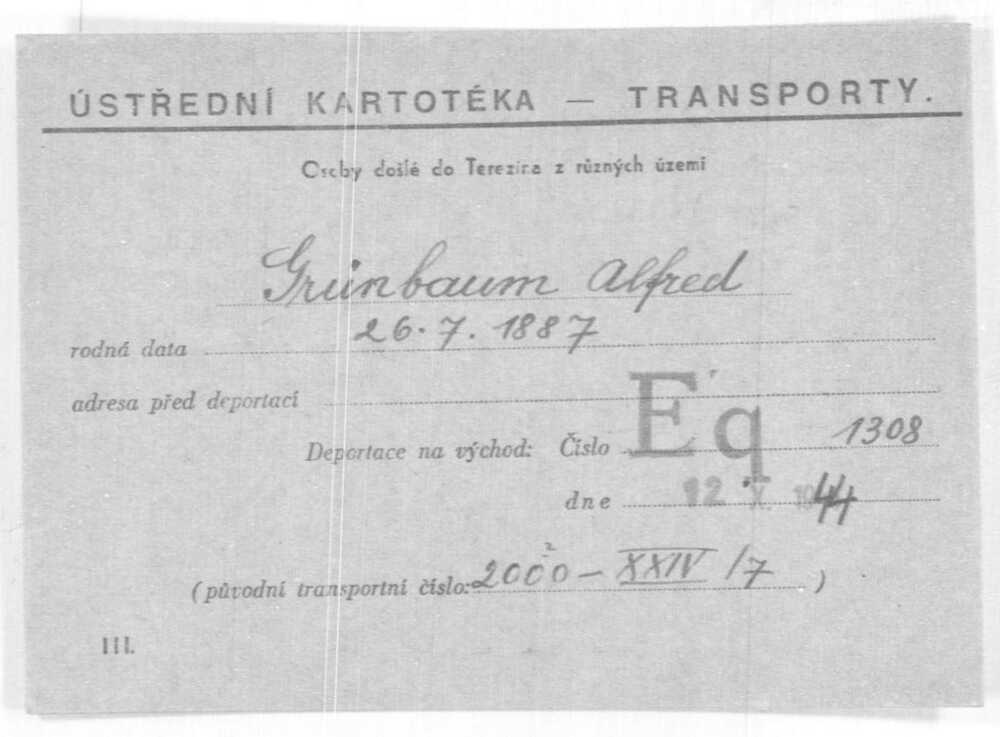 ÚSTŘEDNÍ KARTOTÉKA — TRANSPORTY.
Osoby došlé do Terezína z různých území
Grünbaum Alfred
rodná data 26. 7. 1887
adresa před deportací
Deportace na východ: Číslo Eq 1308
dne 12 X. 1944
(původní transportní číslo: 2000 – XXIV/7 )
III.